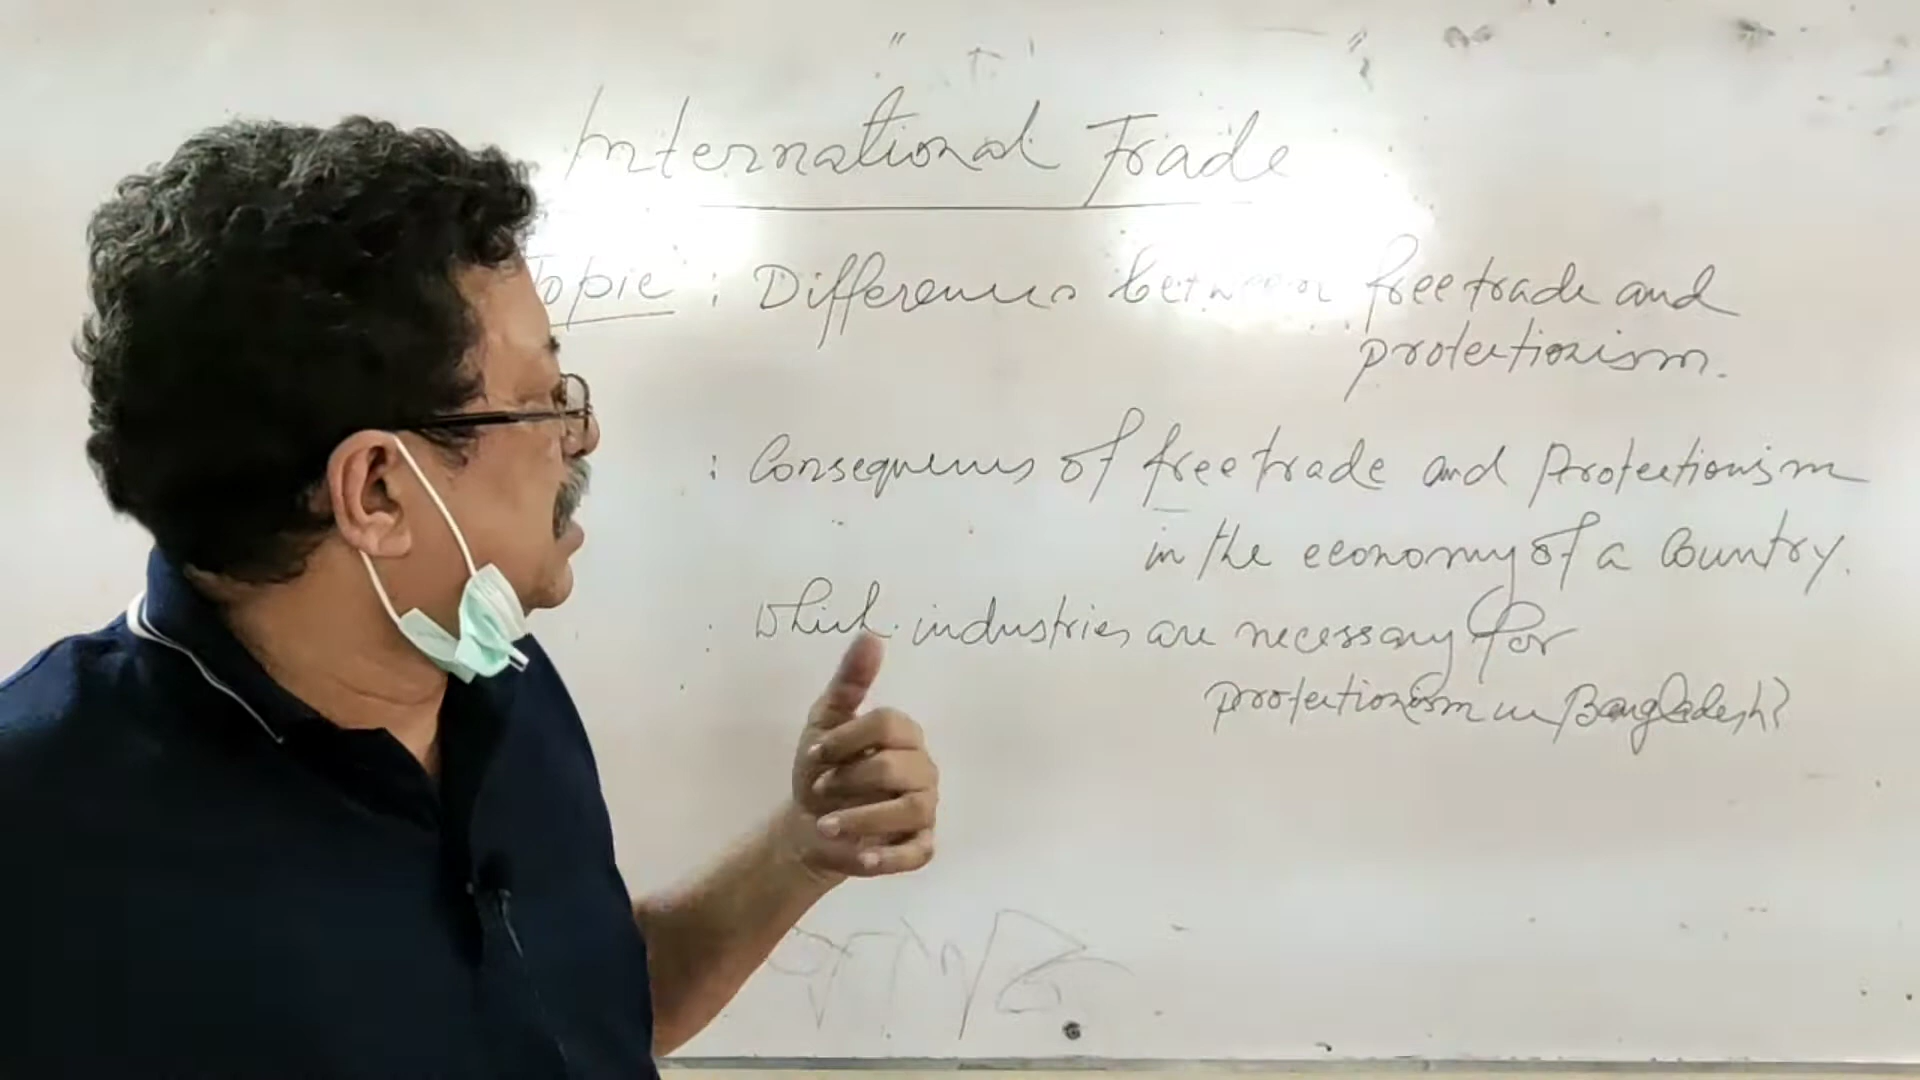 International Trade
Topic : Differences between free trade and
protectionism.
: Consequences of free trade and protectionism
in the economy of a country.
: Which industries are necessary for
protectionism in Bangladesh?